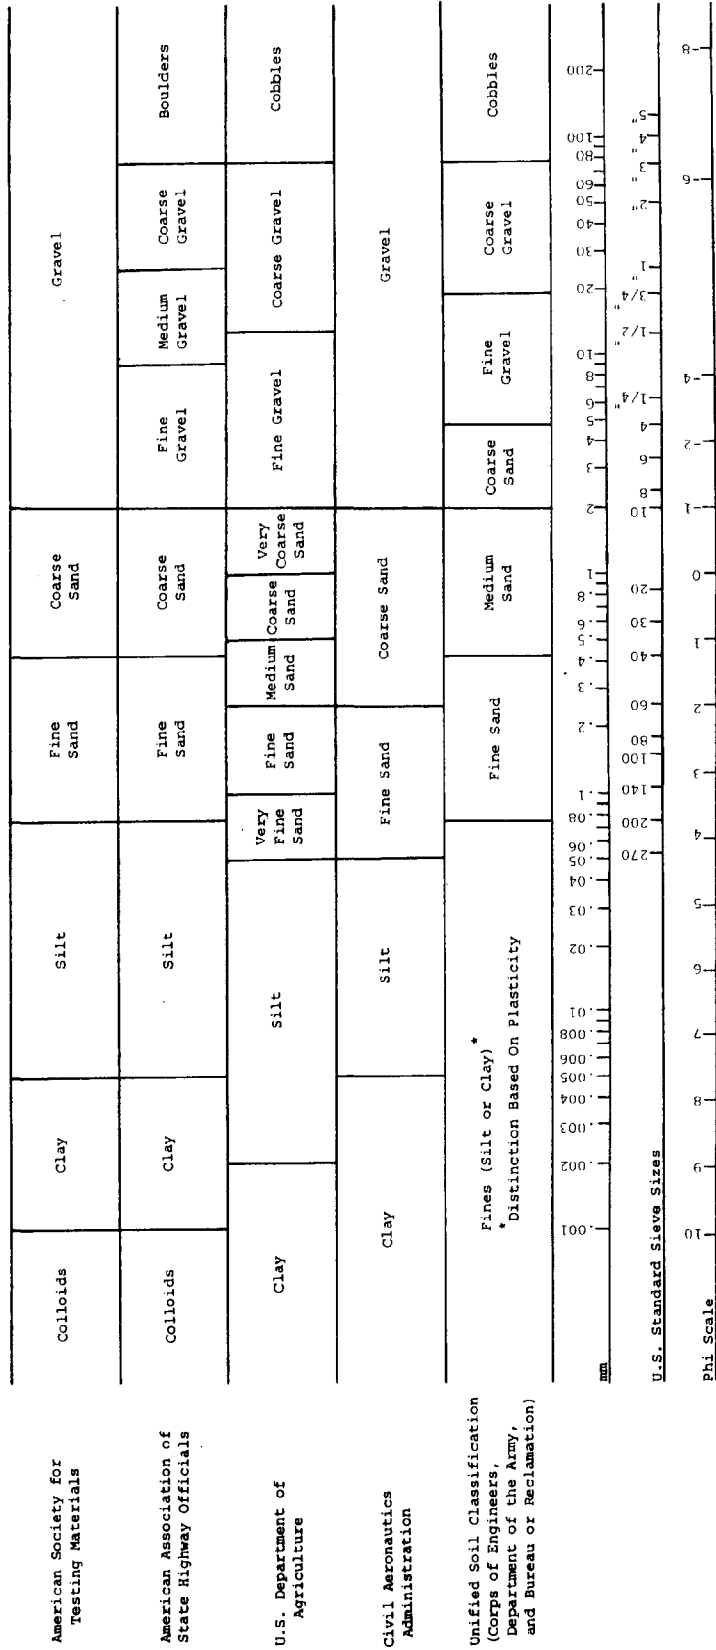 American Society for
Testing Materials
Colloids
Clay
Silt
Fine
Sand
Coarse
Sand
Gravel
American Association of
State Highway Officials
Colloids
Clay
Silt
Fine
Sand
Coarse
Sand
Fine
Gravel
Medium
Gravel
Coarse
Gravel
Boulders
U.S. Department of
Agriculture
Clay
Silt
Very
Fine
Sand
Fine
Sand
Medium
Sand
Coarse
Sand
Very
Coarse
Sand
Fine Gravel
Coarse Gravel
Cobbles
Civil Aeronautics
Administration
Clay
Silt
Fine Sand
Coarse Sand
Gravel
Unified Soil Classification
(Corps of Engineers,
Department of the Army,
and Bureau or Reclamation)
Fines (Silt or Clay)*
*Distinction Based On Plasticity
Fine Sand
Medium
Sand
Coarse
Sand
Fine
Gravel
Coarse
Gravel
Cobbles
mm
.001
.002
.003
.004
.005
.006
.008
.01
.02
.03
.04
.05
.06
.08
.1
.2
.3
.4
.5
.6
.8
1
2
3
4
5
6
8
10
20
30
40
50
60
80
100
200
U.S. Standard Sieve Sizes
270
200
140
100
80
60
40
30
20
10
8
6
4
1/4"
1/2"
3/4"
1"
2"
3"
4"
5"
Phi Scale
10
9
8
7
6
5
4
3
2
1
0
-1
-2
-4
-6
-8